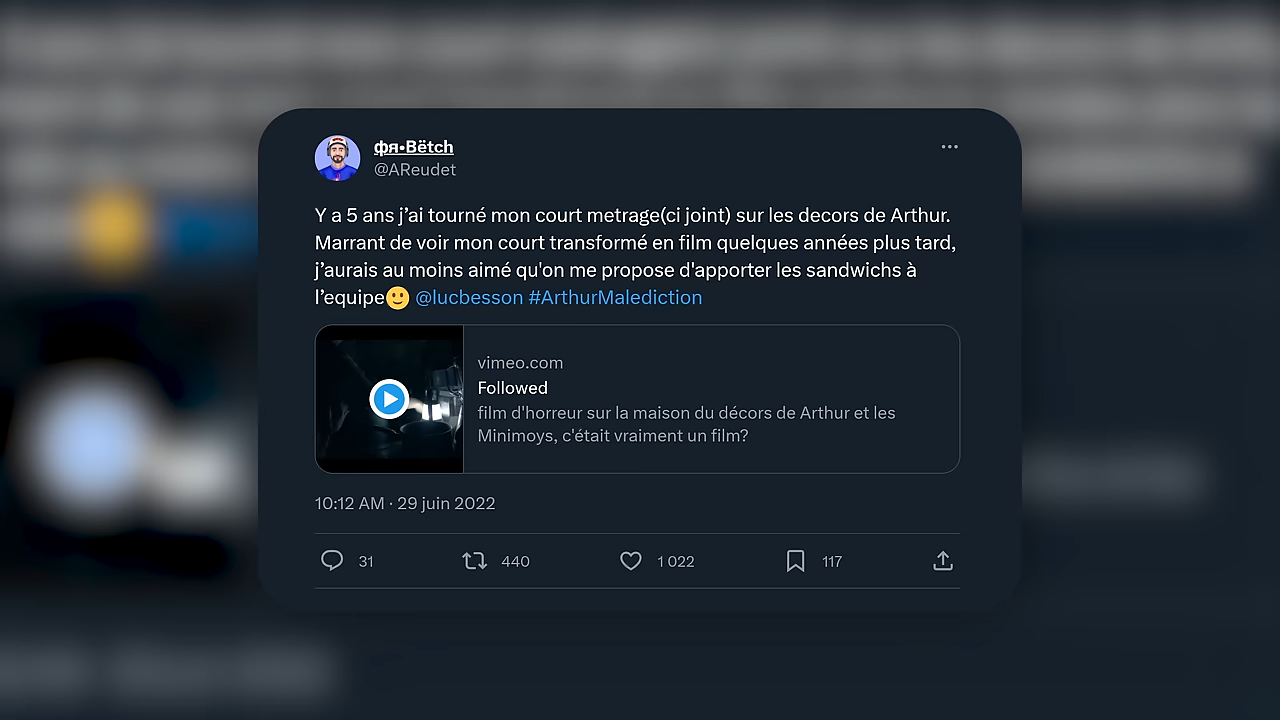 фя•Bëtch
@AReudet
Y a 5 ans j’ai tourné mon court metrage(ci joint) sur les decors de Arthur.
Marrant de voir mon court transformé en film quelques années plus tard,
j’aurais au moins aimé qu'on me propose d'apporter les sandwichs à
l’equipe🙂 @lucbesson #ArthurMalediction
vimeo.com
Followed
film d'horreur sur la maison du décors de Arthur et les
Minimoys, c'était vraiment un film?
10:12 AM · 29 juin 2022
31 440 1 022 117